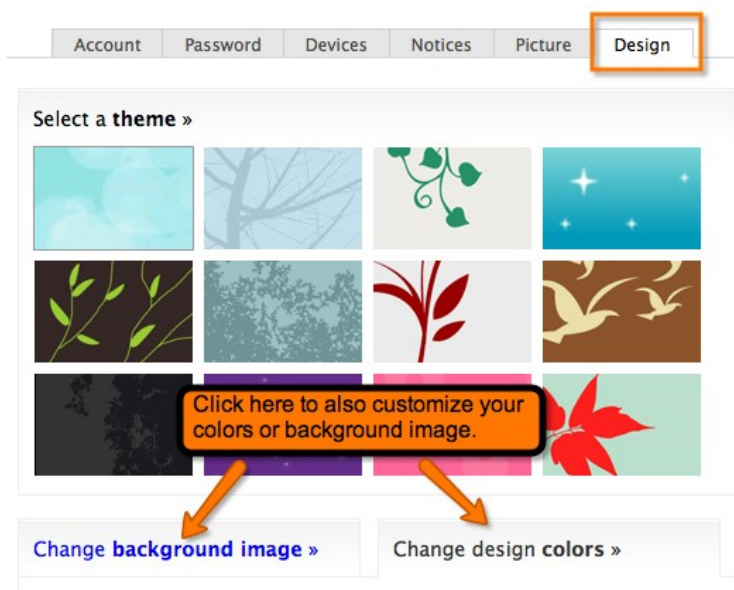 Account Password Devices Notices Picture Design
Select a theme »
Click here to also customize your
colors or background image.
Change background image » Change design colors »